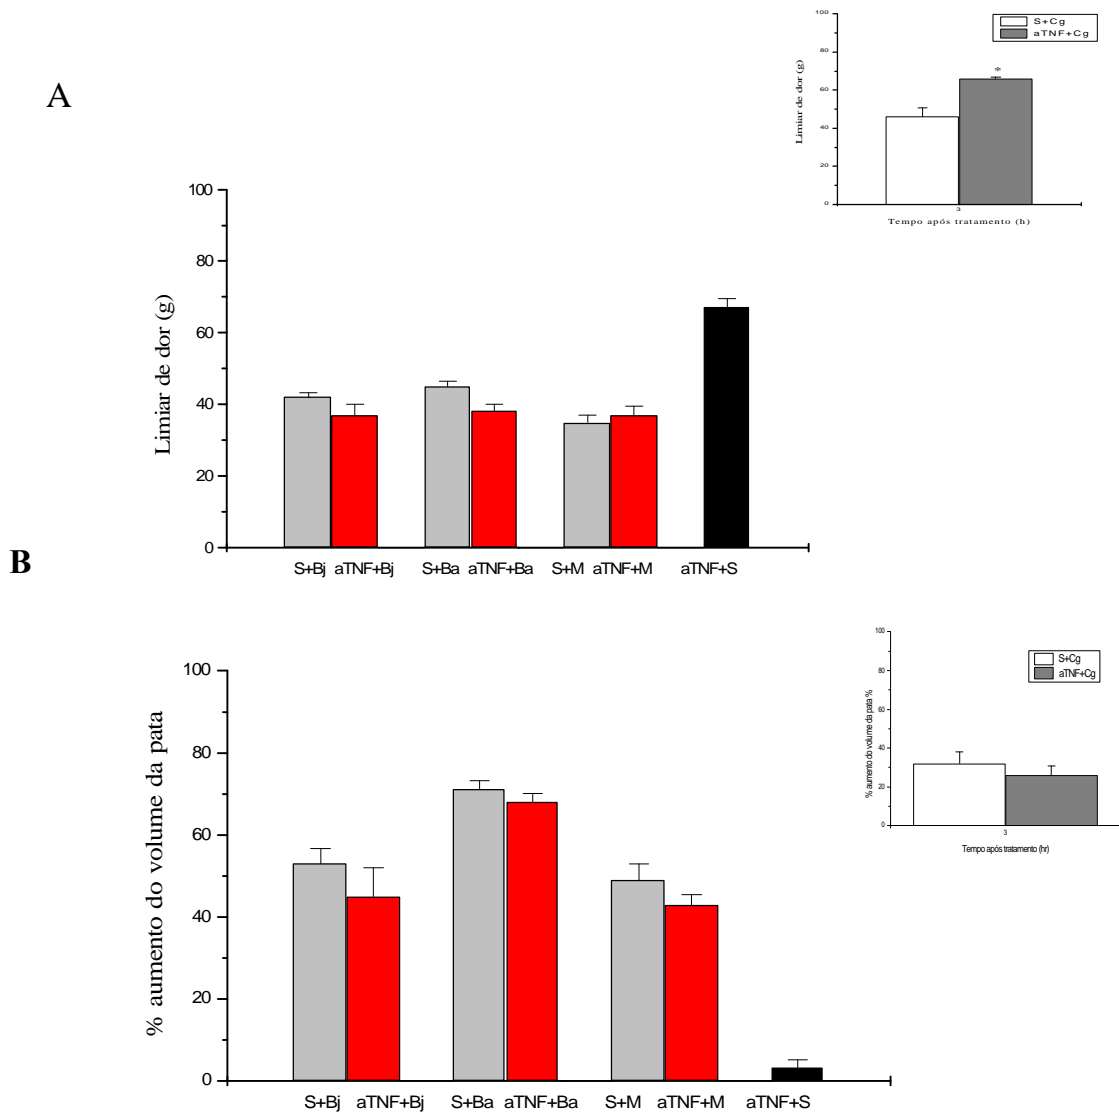 A
100
80
60
40
20
0
Limiar de dor (g)
S+Cg
aTNF+Cg
*
3
Tempo após tratamento (h)
100
80
60
40
20
0
Limiar de dor (g)
S+Bj aTNF+Bj S+Ba aTNF+Ba S+M aTNF+M aTNF+S
B
100
80
60
40
20
0
% aumento do volume da pata %
S+Cg
aTNF+Cg
3
Tempo após tratamento (hr)
100
80
60
40
20
0
% aumento do volume da pata
S+Bj aTNF+Bj S+Ba aTNF+Ba S+M aTNF+M aTNF+S